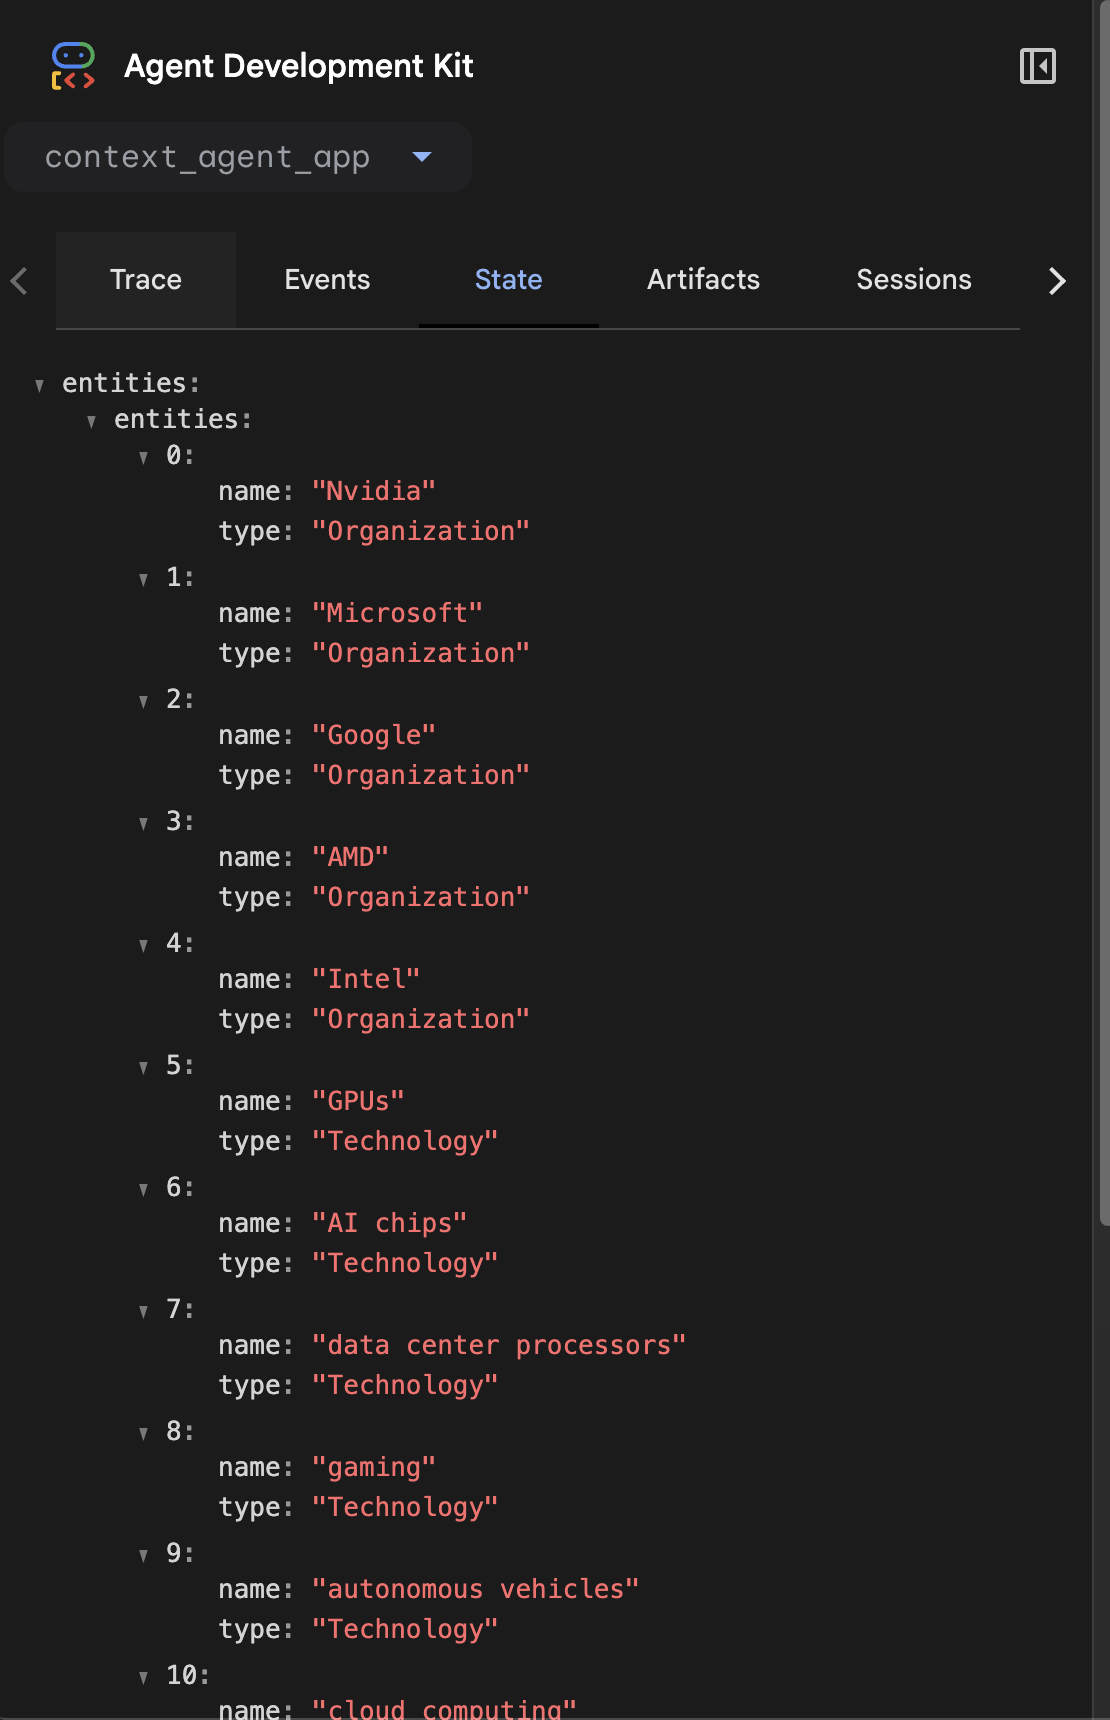 Agent Development Kit
context_agent_app
Trace Events State Artifacts Sessions
entities:
entities:
0:
name: "Nvidia"
type: "Organization"
1:
name: "Microsoft"
type: "Organization"
2:
name: "Google"
type: "Organization"
3:
name: "AMD"
type: "Organization"
4:
name: "Intel"
type: "Organization"
5:
name: "GPUs"
type: "Technology"
6:
name: "AI chips"
type: "Technology"
7:
name: "data center processors"
type: "Technology"
8:
name: "gaming"
type: "Technology"
9:
name: "autonomous vehicles"
type: "Technology"
10:
name: "cloud computing"